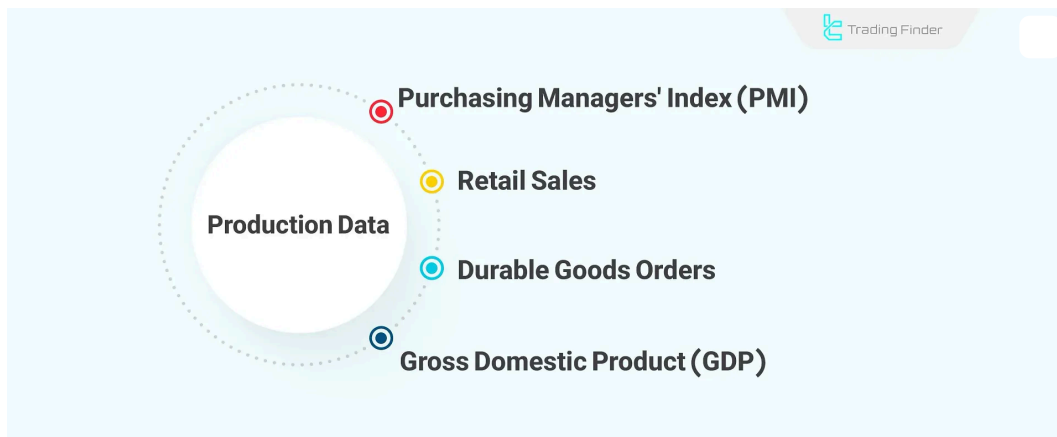 Trading Finder
Purchasing Managers' Index (PMI)
Retail Sales
Production Data
Durable Goods Orders
Gross Domestic Product (GDP)